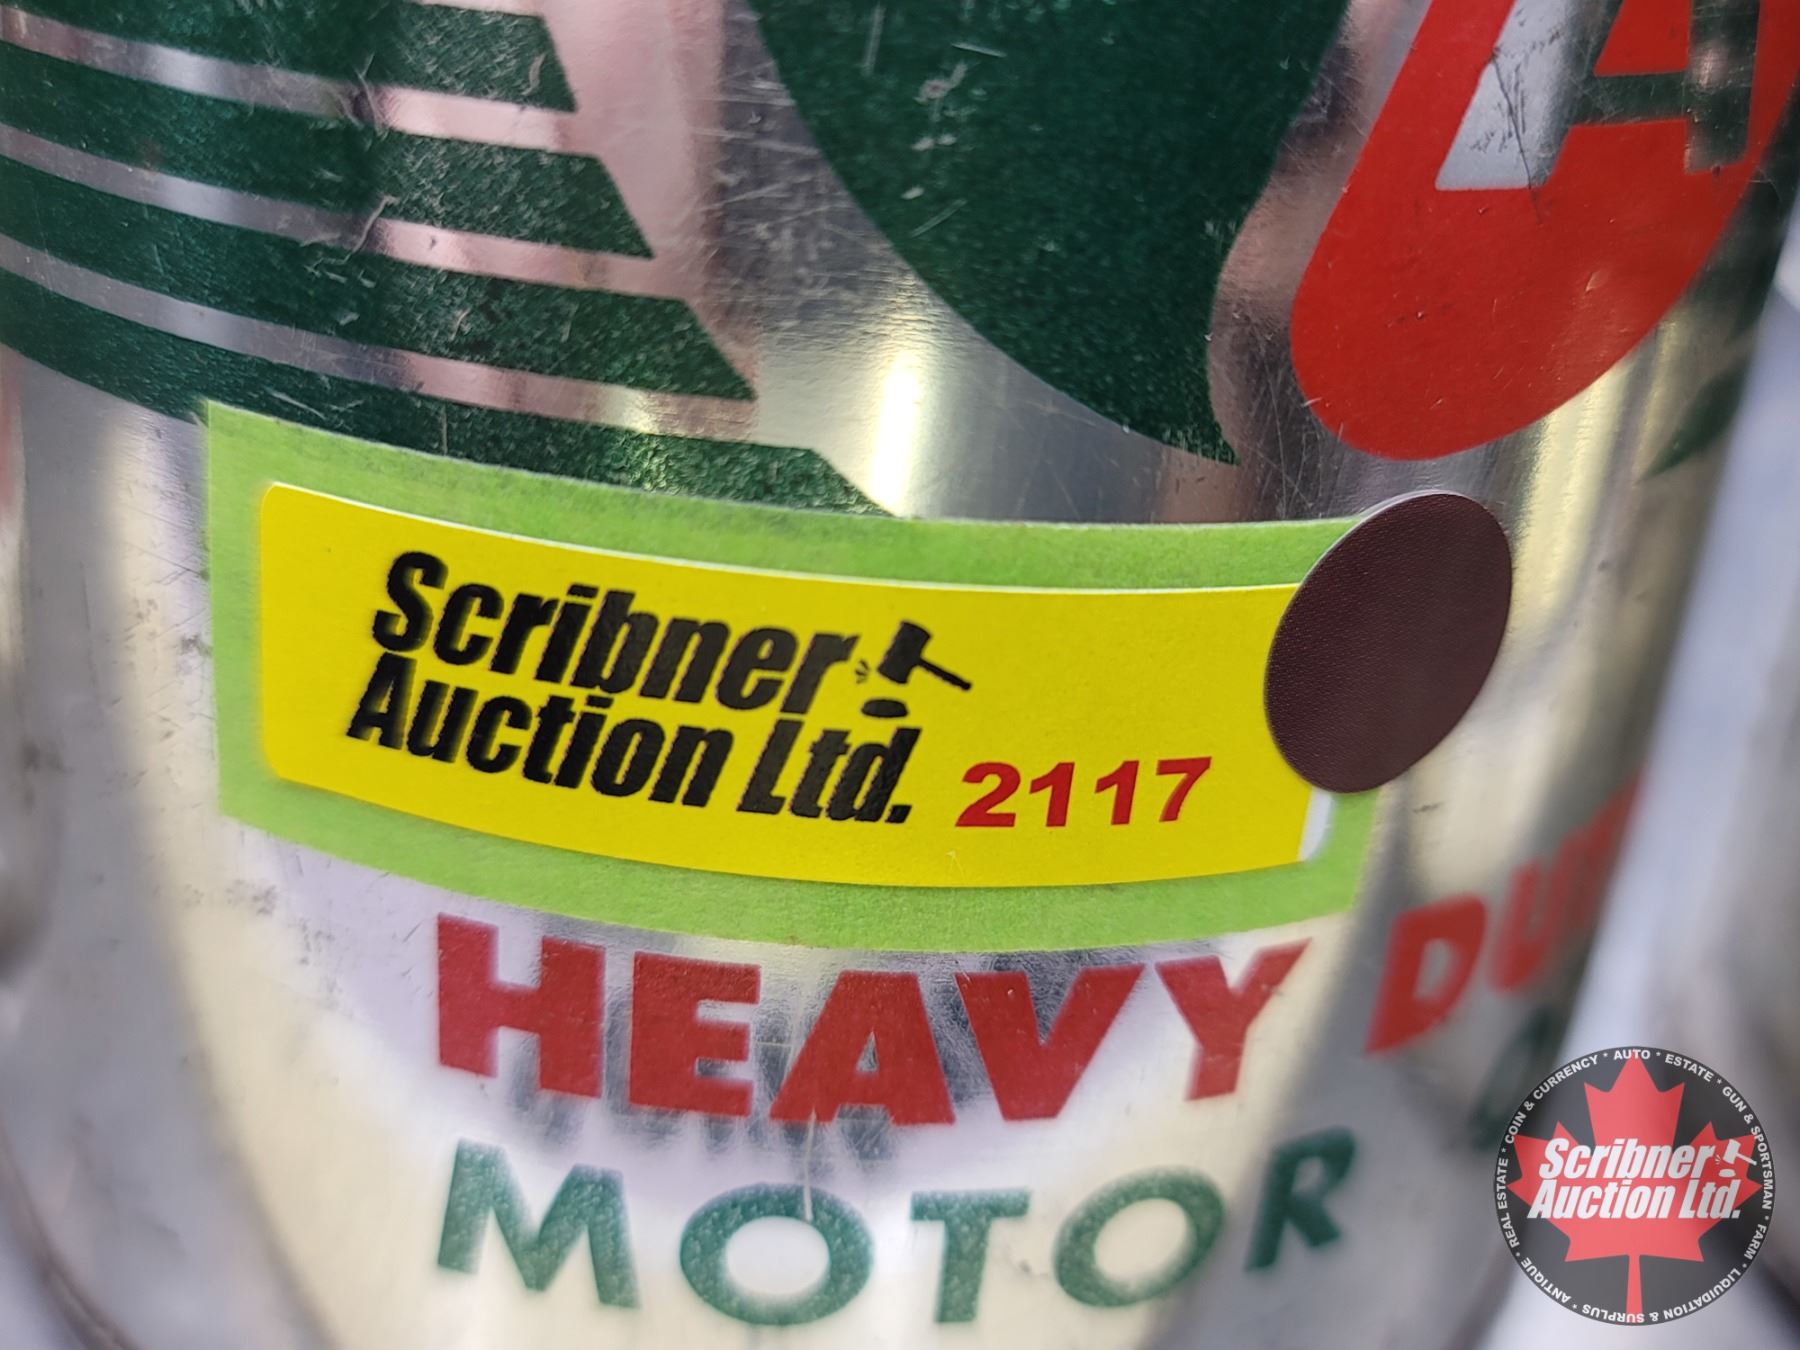 A
Scribner
Auction Ltd.
2117
HEAVY DUTY
MOTOR
COIN & CURRENCY * AUTO * ESTATE * GUN & SPORTSMAN * FARM * LIQUIDATION & SURPLUS * ANTIQUE * REAL ESTATE *
Scribner
Auction Ltd.